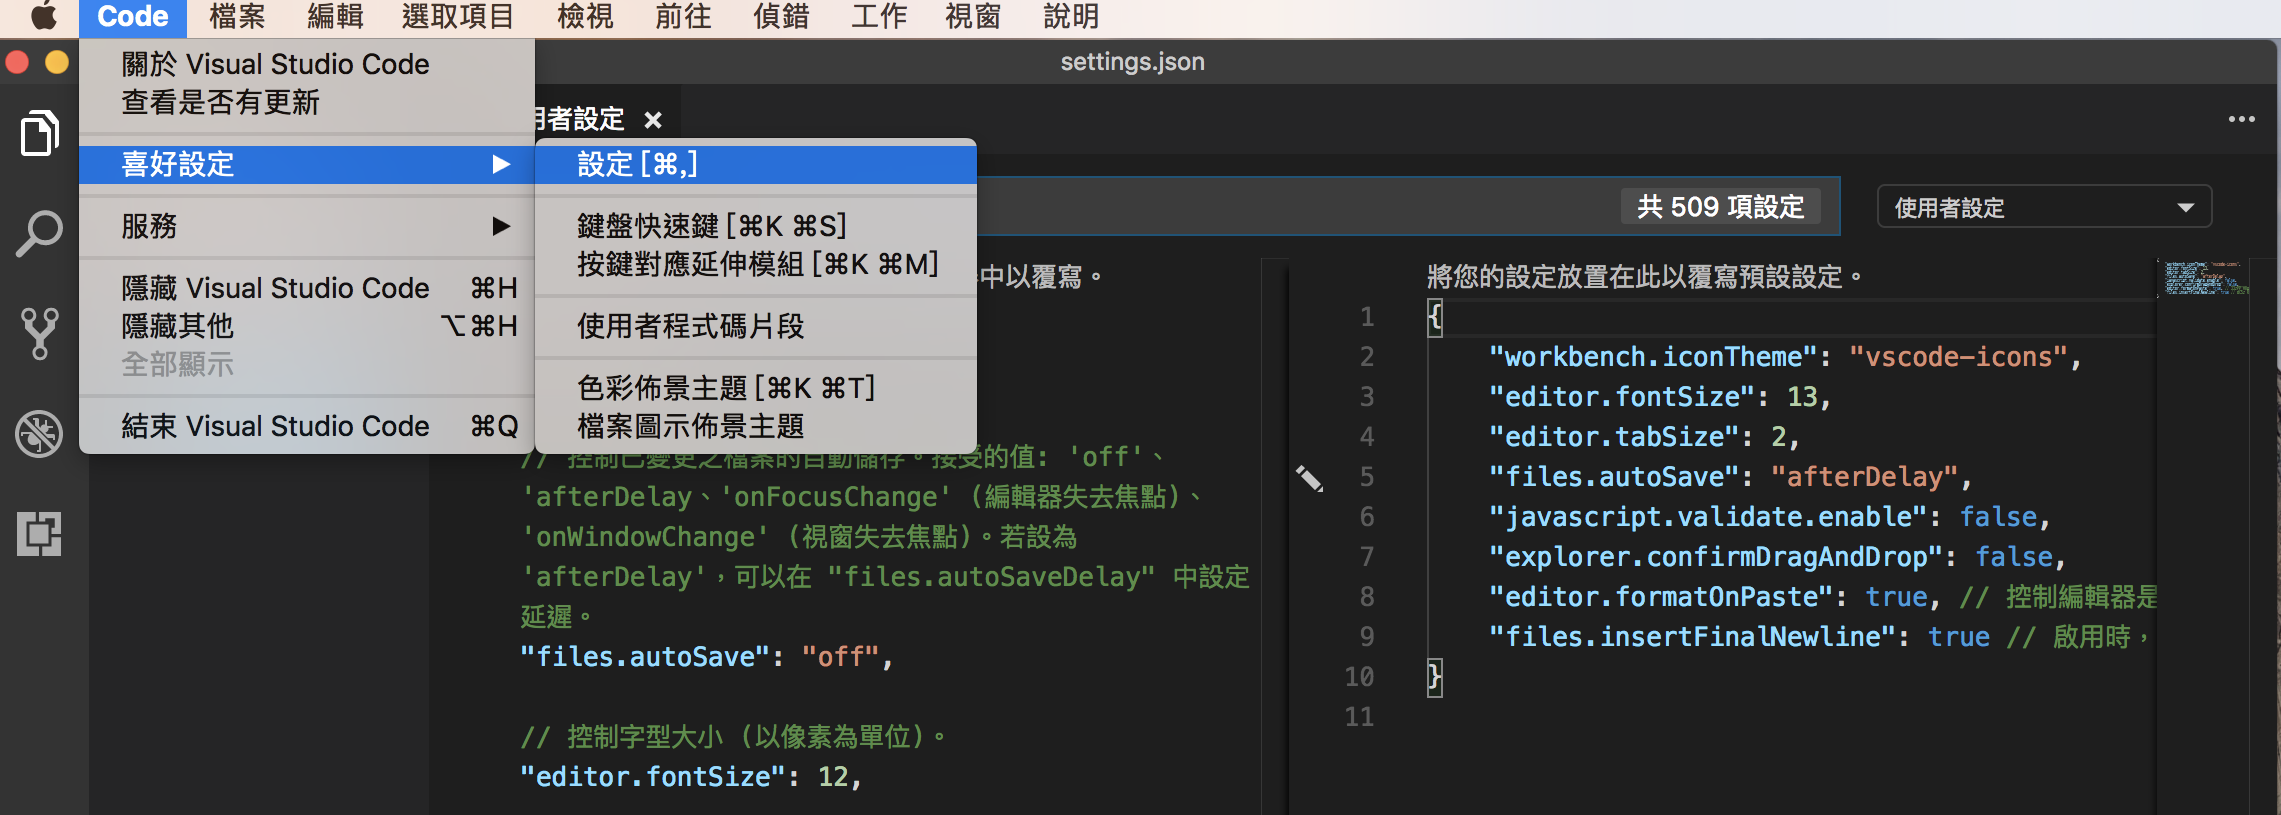 Code 檔案 編輯 選取項目 檢視 前往 偵錯 工作 視窗 說明
settings.json
關於 Visual Studio Code
查看是否有更新
喜好設定
服務
隱藏 Visual Studio Code ⌘H
隱藏其他 ⌥⌘H
全部顯示
結束 Visual Studio Code ⌘Q
者設定
設定 [⌘,]
鍵盤快速鍵 [⌘K ⌘S]
按鍵對應延伸模組 [⌘K ⌘M]
使用者程式碼片段
色彩佈景主題 [⌘K ⌘T]
檔案圖示佈景主題
共 509 項設定
使用者設定
中以覆寫。
// 控制已變更之檔案的自動儲存。接受的值: 'off'、
'afterDelay、'onFocusChange' (編輯器失去焦點)、
'onWindowChange' (視窗失去焦點)。若設為
'afterDelay'，可以在 "files.autoSaveDelay" 中設定
延遲。
"files.autoSave": "off",
// 控制字型大小 (以像素為單位)。
"editor.fontSize": 12,
將您的設定放置在此以覆寫預設設定。
1 {
2 "workbench.iconTheme": "vscode-icons",
3 "editor.fontSize": 13,
4 "editor.tabSize": 2,
5 "files.autoSave": "afterDelay",
6 "javascript.validate.enable": false,
7 "explorer.confirmDragAndDrop": false,
8 "editor.formatOnPaste": true, // 控制編輯器是
9 "files.insertFinalNewline": true // 啟用時，
10 }
11